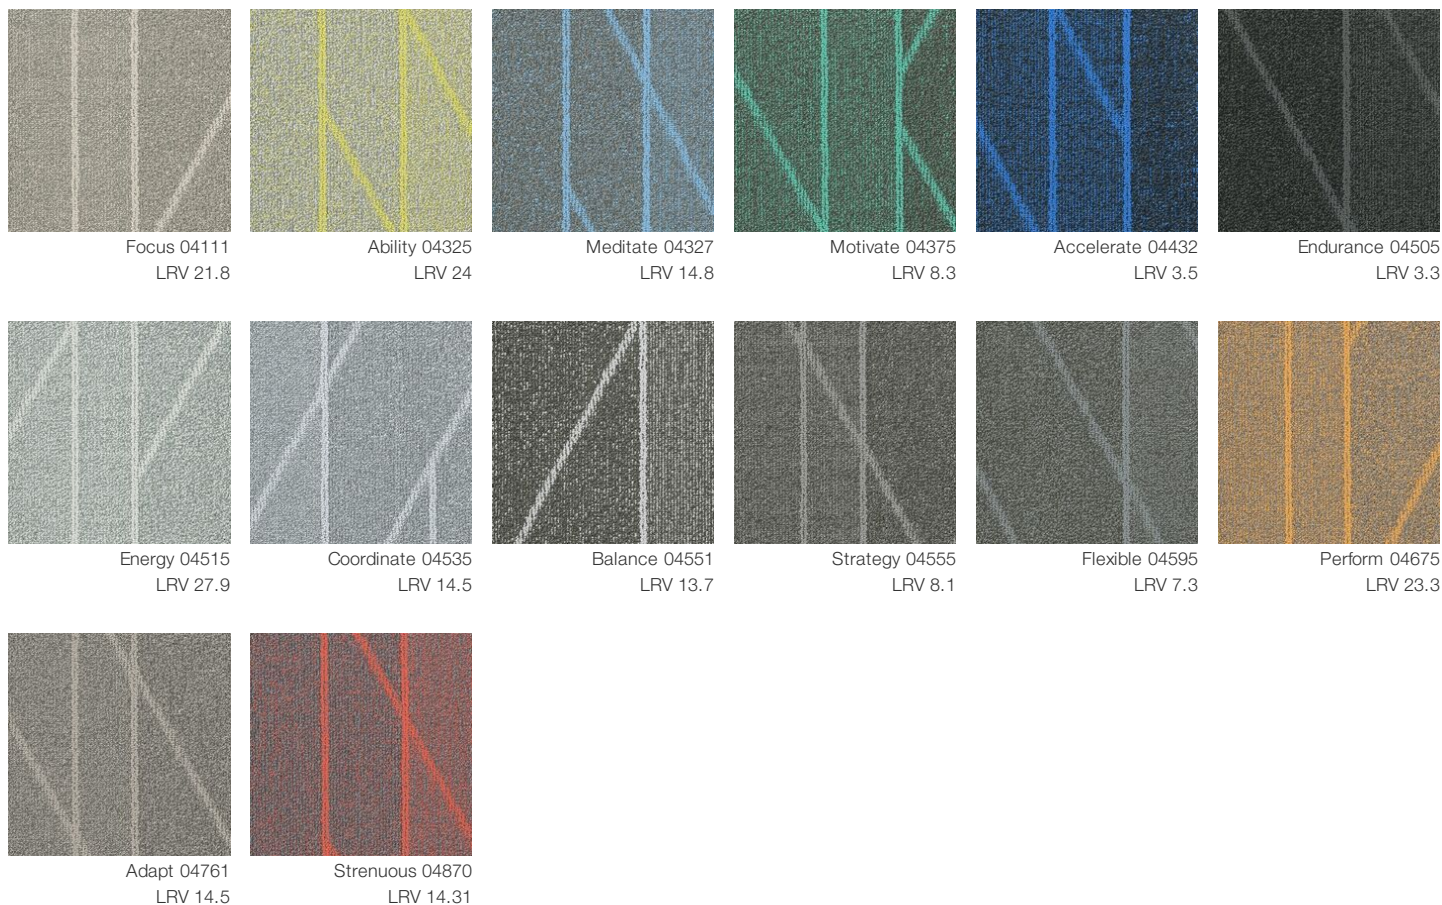 Focus 04111
LRV 21.8
Ability 04325
LRV 24
Meditate 04327
LRV 14.8
Motivate 04375
LRV 8.3
Accelerate 04432
LRV 3.5
Endurance 04505
LRV 3.3
Energy 04515
LRV 27.9
Coordinate 04535
LRV 14.5
Balance 04551
LRV 13.7
Strategy 04555
LRV 8.1
Flexible 04595
LRV 7.3
Perform 04675
LRV 23.3
Adapt 04761
LRV 14.5
Strenuous 04870
LRV 14.31